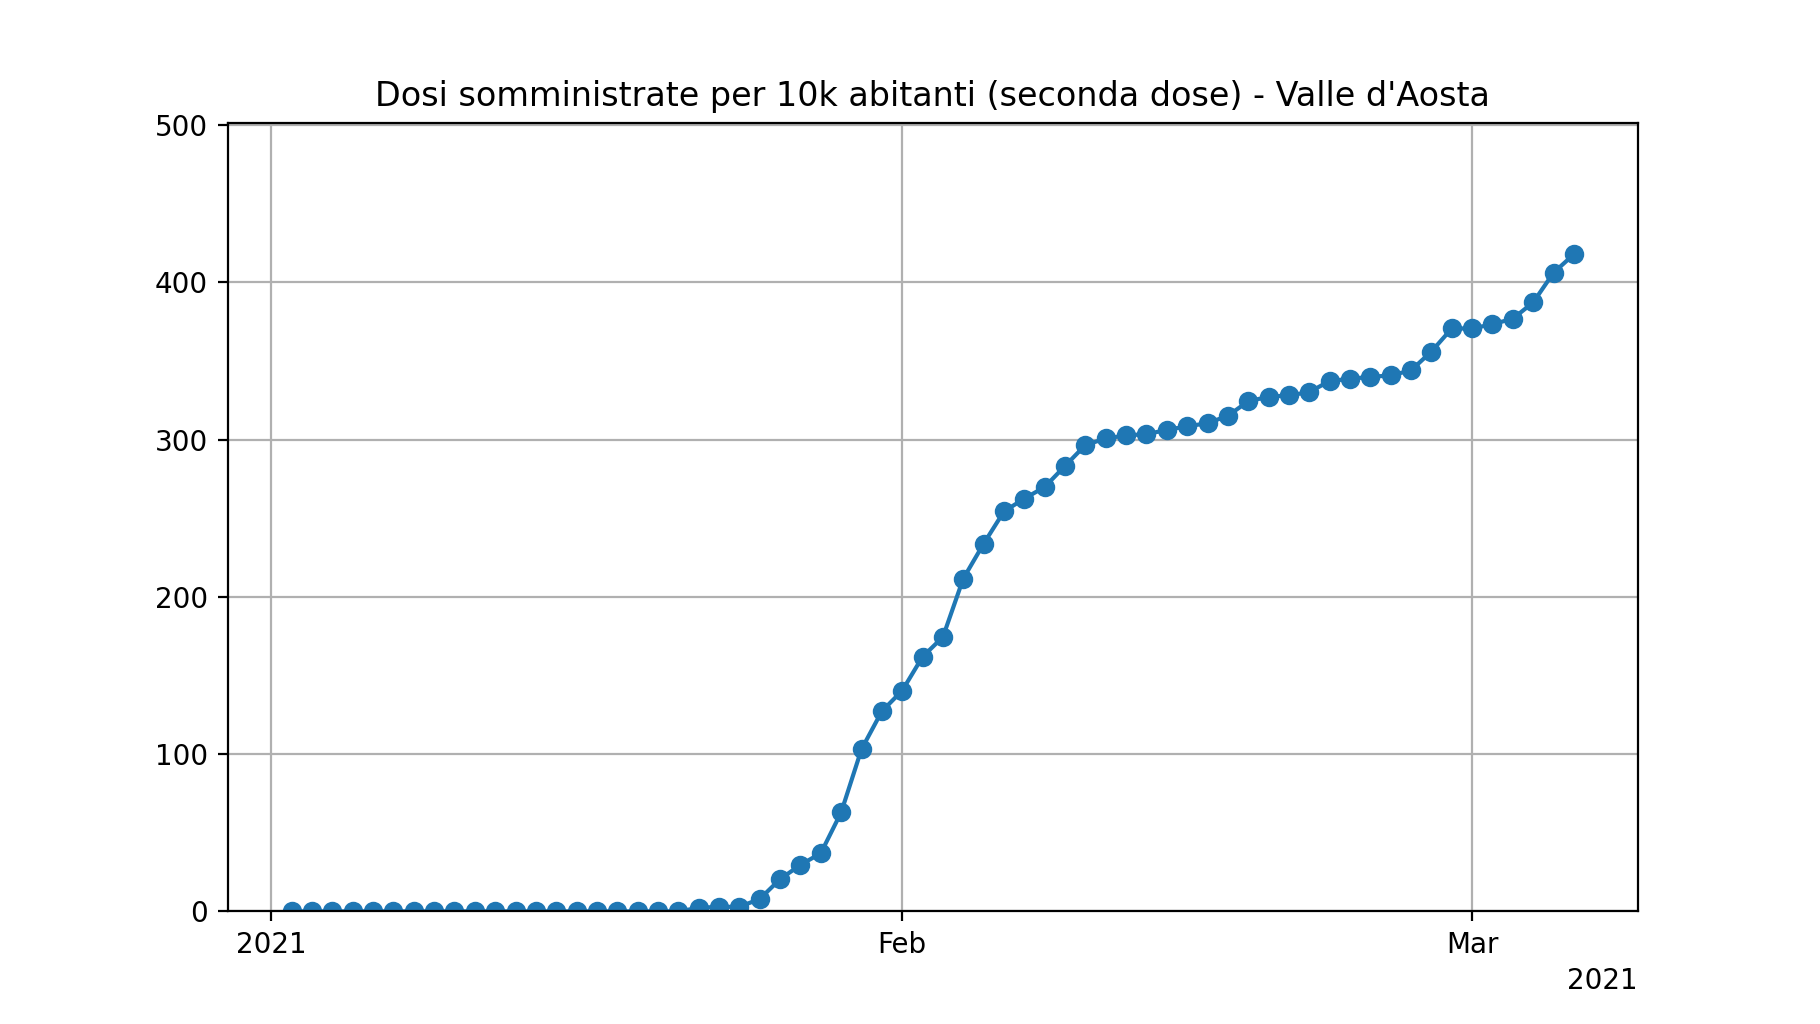 Dosi somministrate per 10k abitanti (seconda dose) - Valle d'Aosta
500
400
300
200
100
0
2021
Feb
Mar
2021